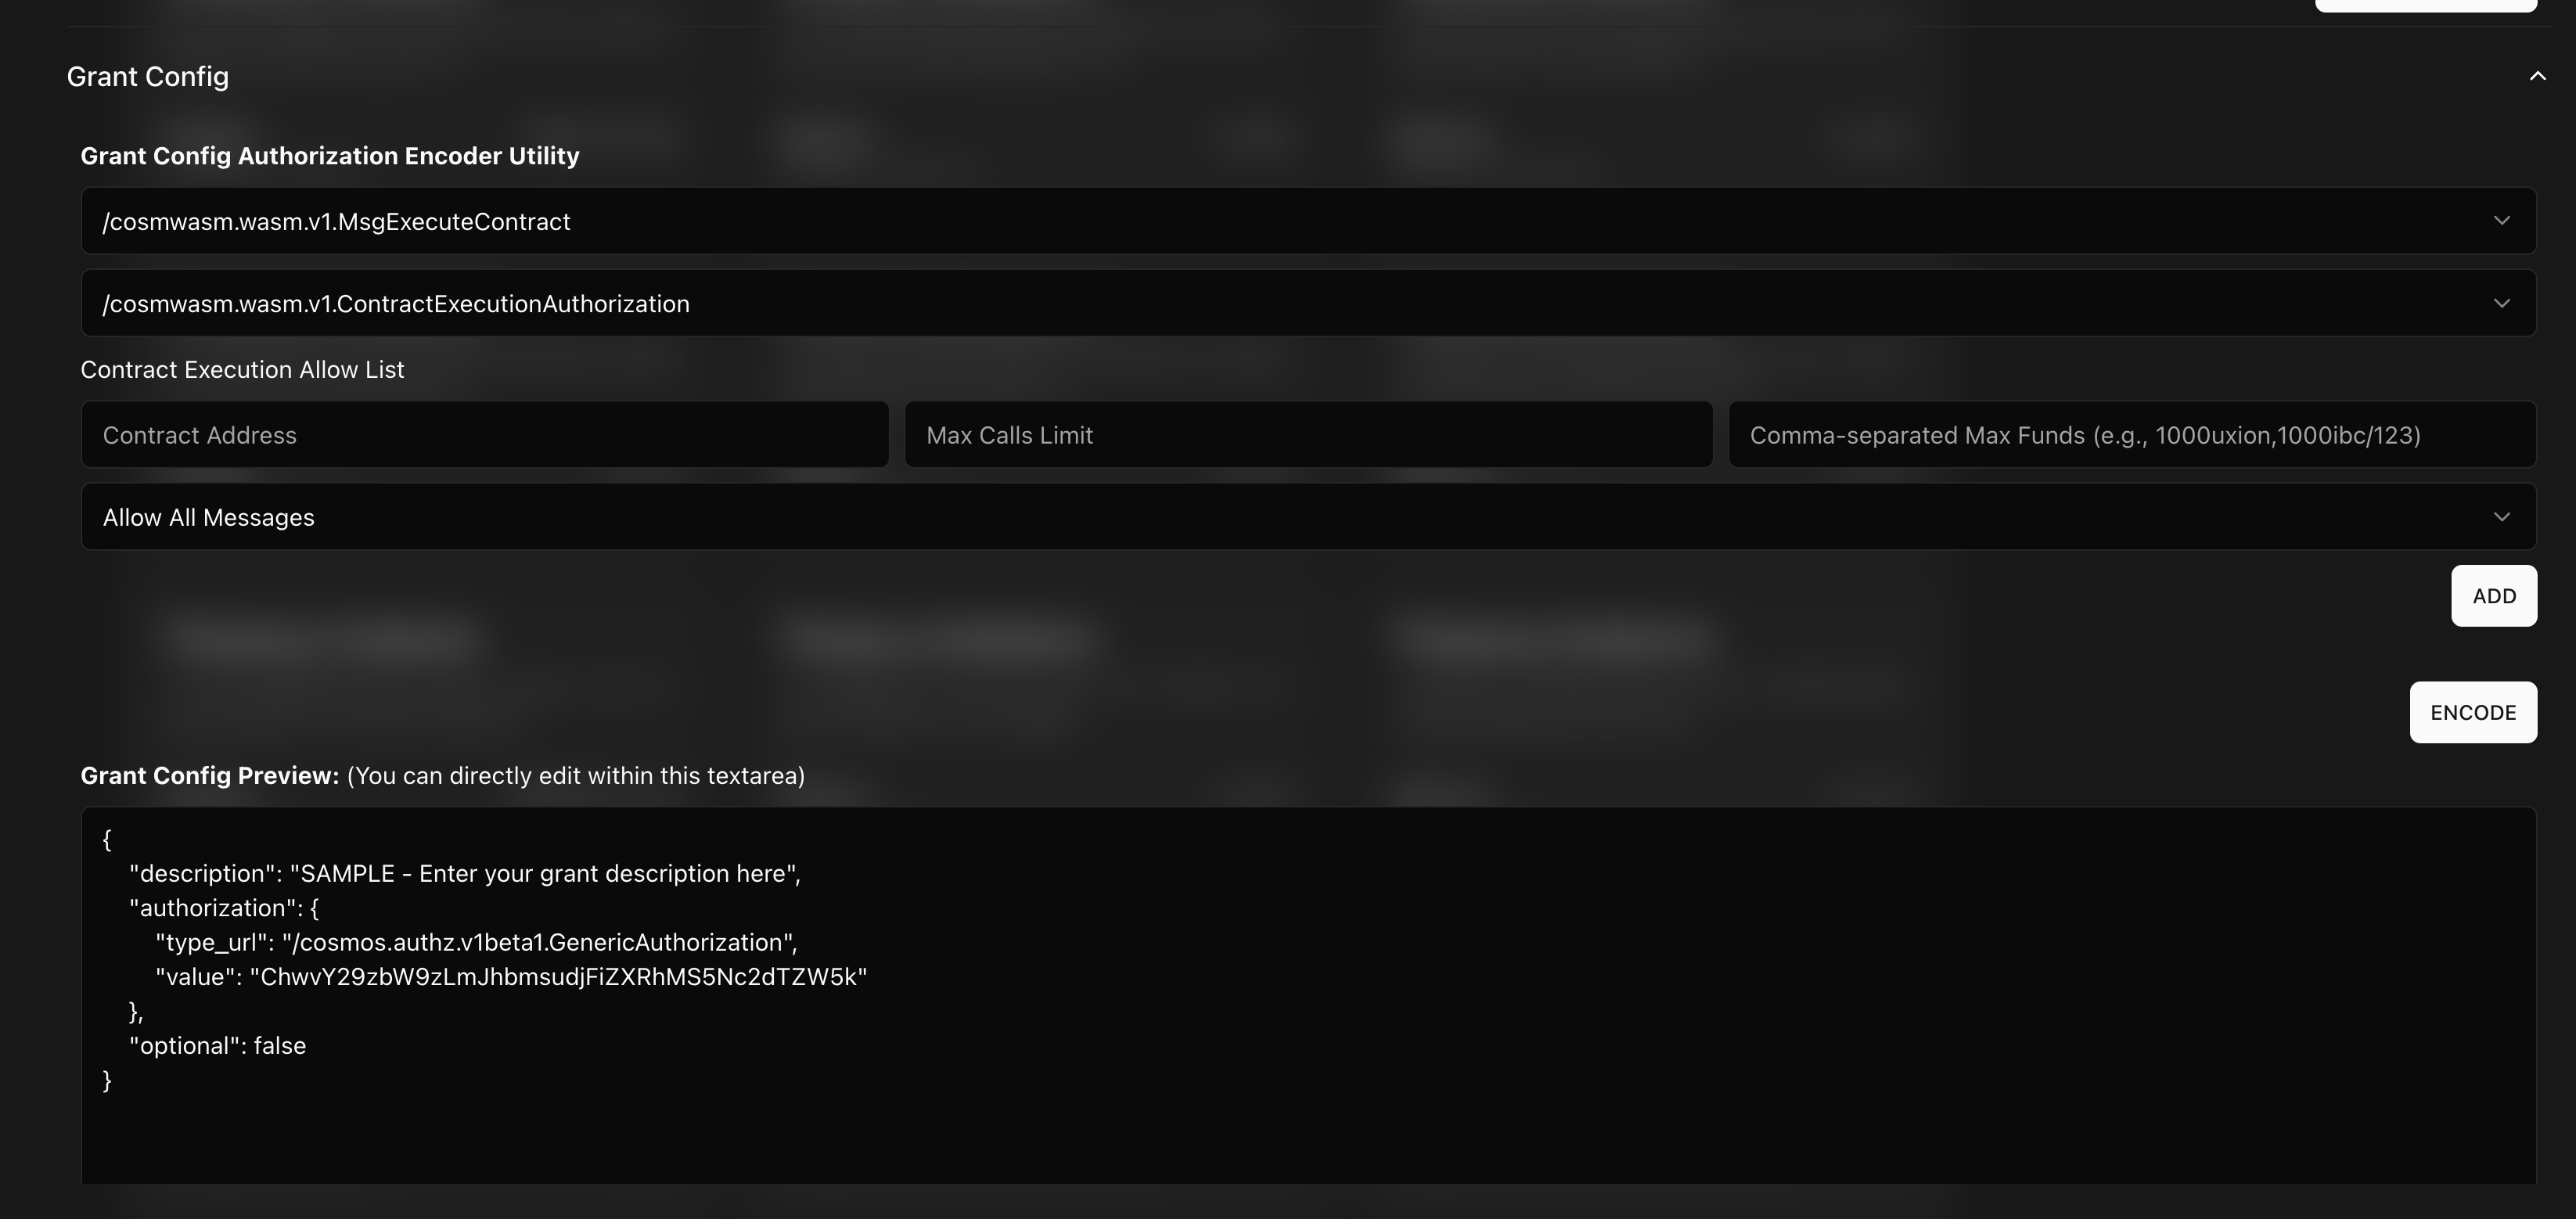 Grant Config
Grant Config Authorization Encoder Utility
/cosmwasm.wasm.v1.MsgExecuteContract
/cosmwasm.wasm.v1.ContractExecutionAuthorization
Contract Execution Allow List
Contract Address
Max Calls Limit
Comma-separated Max Funds (e.g., 1000uxion,1000ibc/123)
Allow All Messages
ADD
ENCODE
Grant Config Preview: (You can directly edit within this textarea)
{
"description": "SAMPLE - Enter your grant description here",
"authorization": {
"type_url": "/cosmos.authz.v1beta1.GenericAuthorization",
"value": "ChwvY29zbW9zLmJhbmsudjFiZXRhMS5Nc2dTZW5k"
},
"optional": false
}